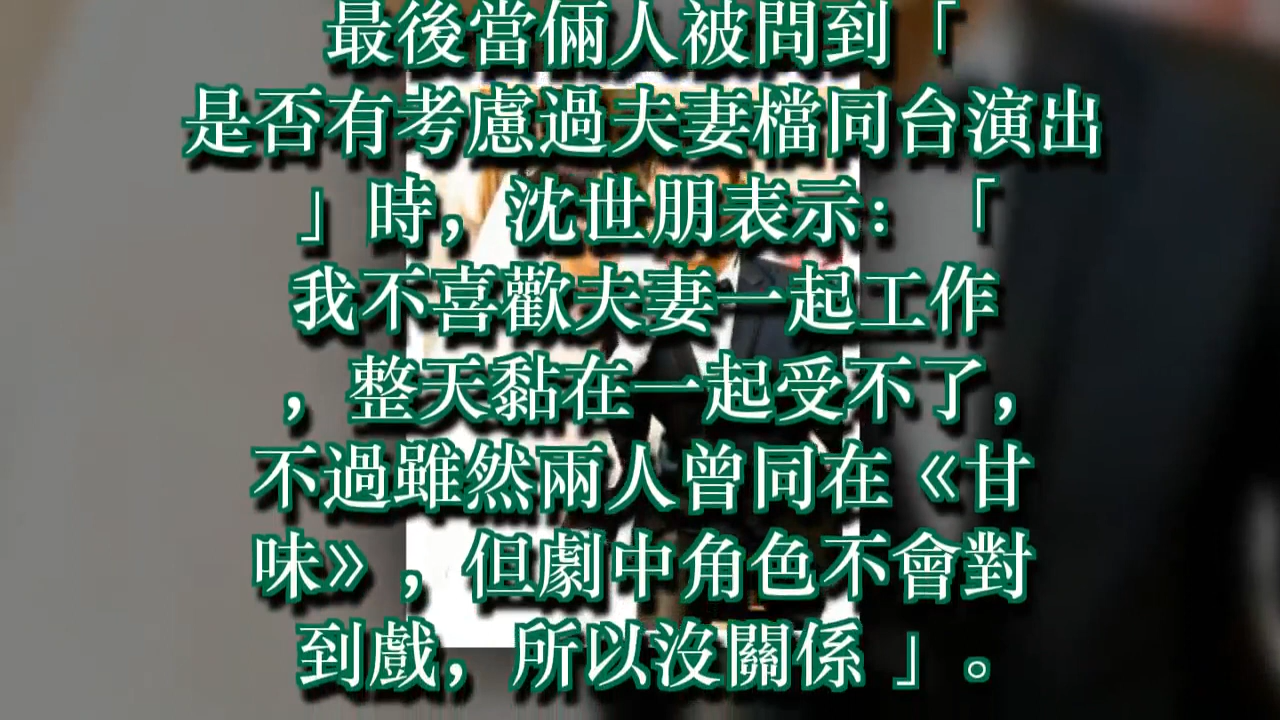 最後當倆人被問到「
是否有考慮過夫妻檔同台演出
」時，沈世朋表示：「
我不喜歡夫妻一起工作
，整天黏在一起受不了，
不過雖然兩人曾同在《甘
味》，但劇中角色不會對
到戲，所以沒關係 」。